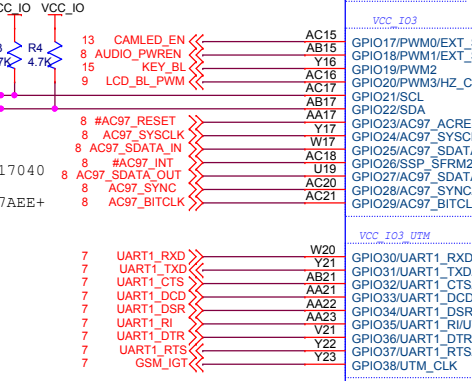 CC_IO VCC_IO
VCC_IO3
R4
4.7K
7K
13 CAMLED_EN AC15 GPIO17/PWM0/EXT_
8 AUDIO_PWREN AB15 GPIO18/PWM1/EXT_
15 KEY_BL Y16 GPIO19/PWM2
9 LCD_BL_PWM AC16 GPIO20/PWM3/HZ_C
AC17 GPIO21/SCL
AB17 GPIO22/SDA
8 #AC97_RESET AA17 GPIO23/AC97_ACRE
8 AC97_SYSCLK Y17 GPIO24/AC97_SYSC
8 AC97_SDATA_IN W17 GPIO25/AC97_SDATA
8 #AC97_INT AC18 GPIO26/SSP_SFRM2
8 AC97_SDATA_OUT U19 GPIO27/AC97_SDATA
8 AC97_SYNC AC20 GPIO28/AC97_SYNC
8 AC97_BITCLK AC21 GPIO29/AC97_BITCL
17040
7AEE+
VCC_IO3_UTM
7 UART1_RXD W20 GPIO30/UART1_RXD
7 UART1_TXD Y21 GPIO31/UART1_TXD
7 UART1_CTS AB21 GPIO32/UART1_CTS
7 UART1_DCD AA21 GPIO33/UART1_DCD
7 UART1_DSR AA22 GPIO34/UART1_DSR
7 UART1_RI AA23 GPIO35/UART1_RI/U
7 UART1_DTR V21 GPIO36/UART1_DTR
7 UART1_RTS Y22 GPIO37/UART1_RTS
7 GSM_IGT Y23 GPIO38/UTM_CLK